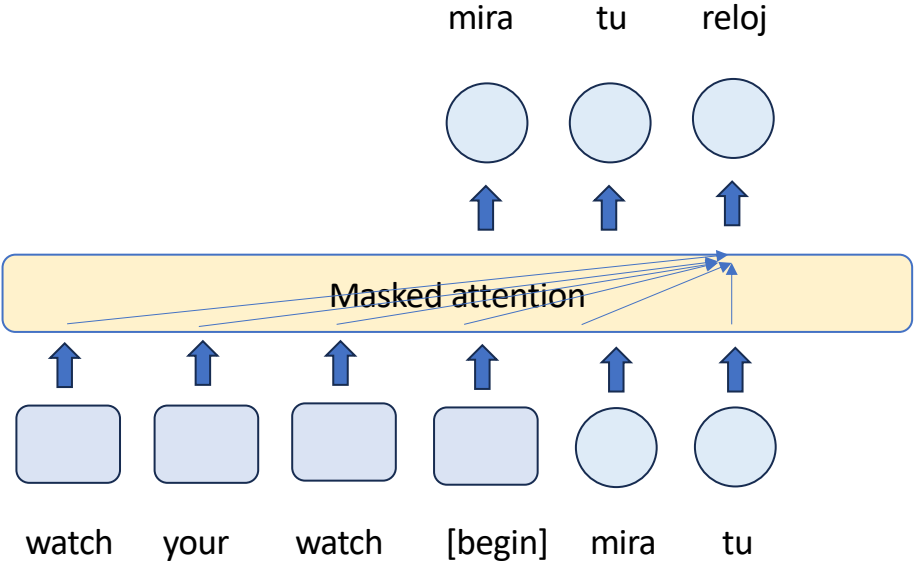 mira tu reloj
Masked attention
watch your watch [begin] mira tu